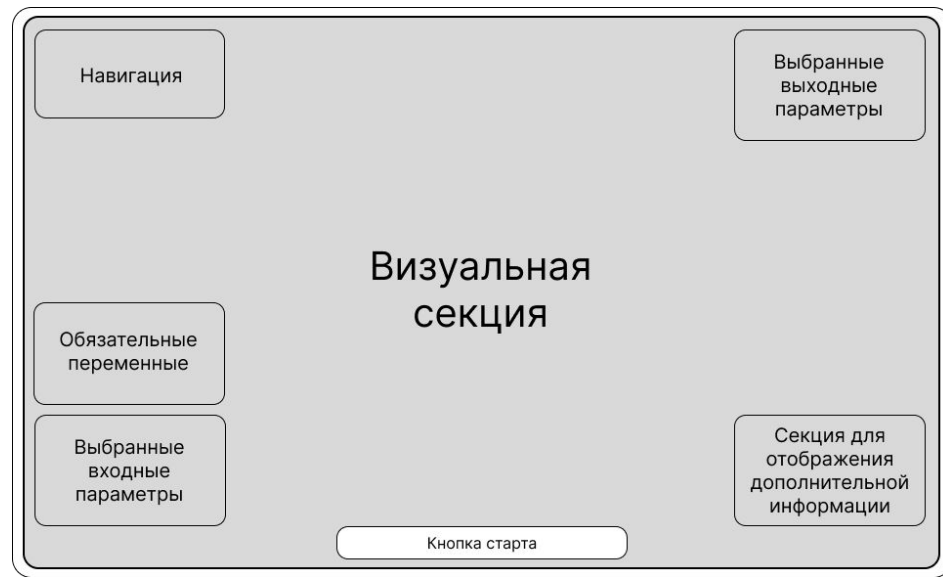 Навигация
Выбранные
выходные
параметры
Визуальная
секция
Обязательные
переменные
Выбранные
входные
параметры
Секция для
отображения
дополнительной
информации
Кнопка старта